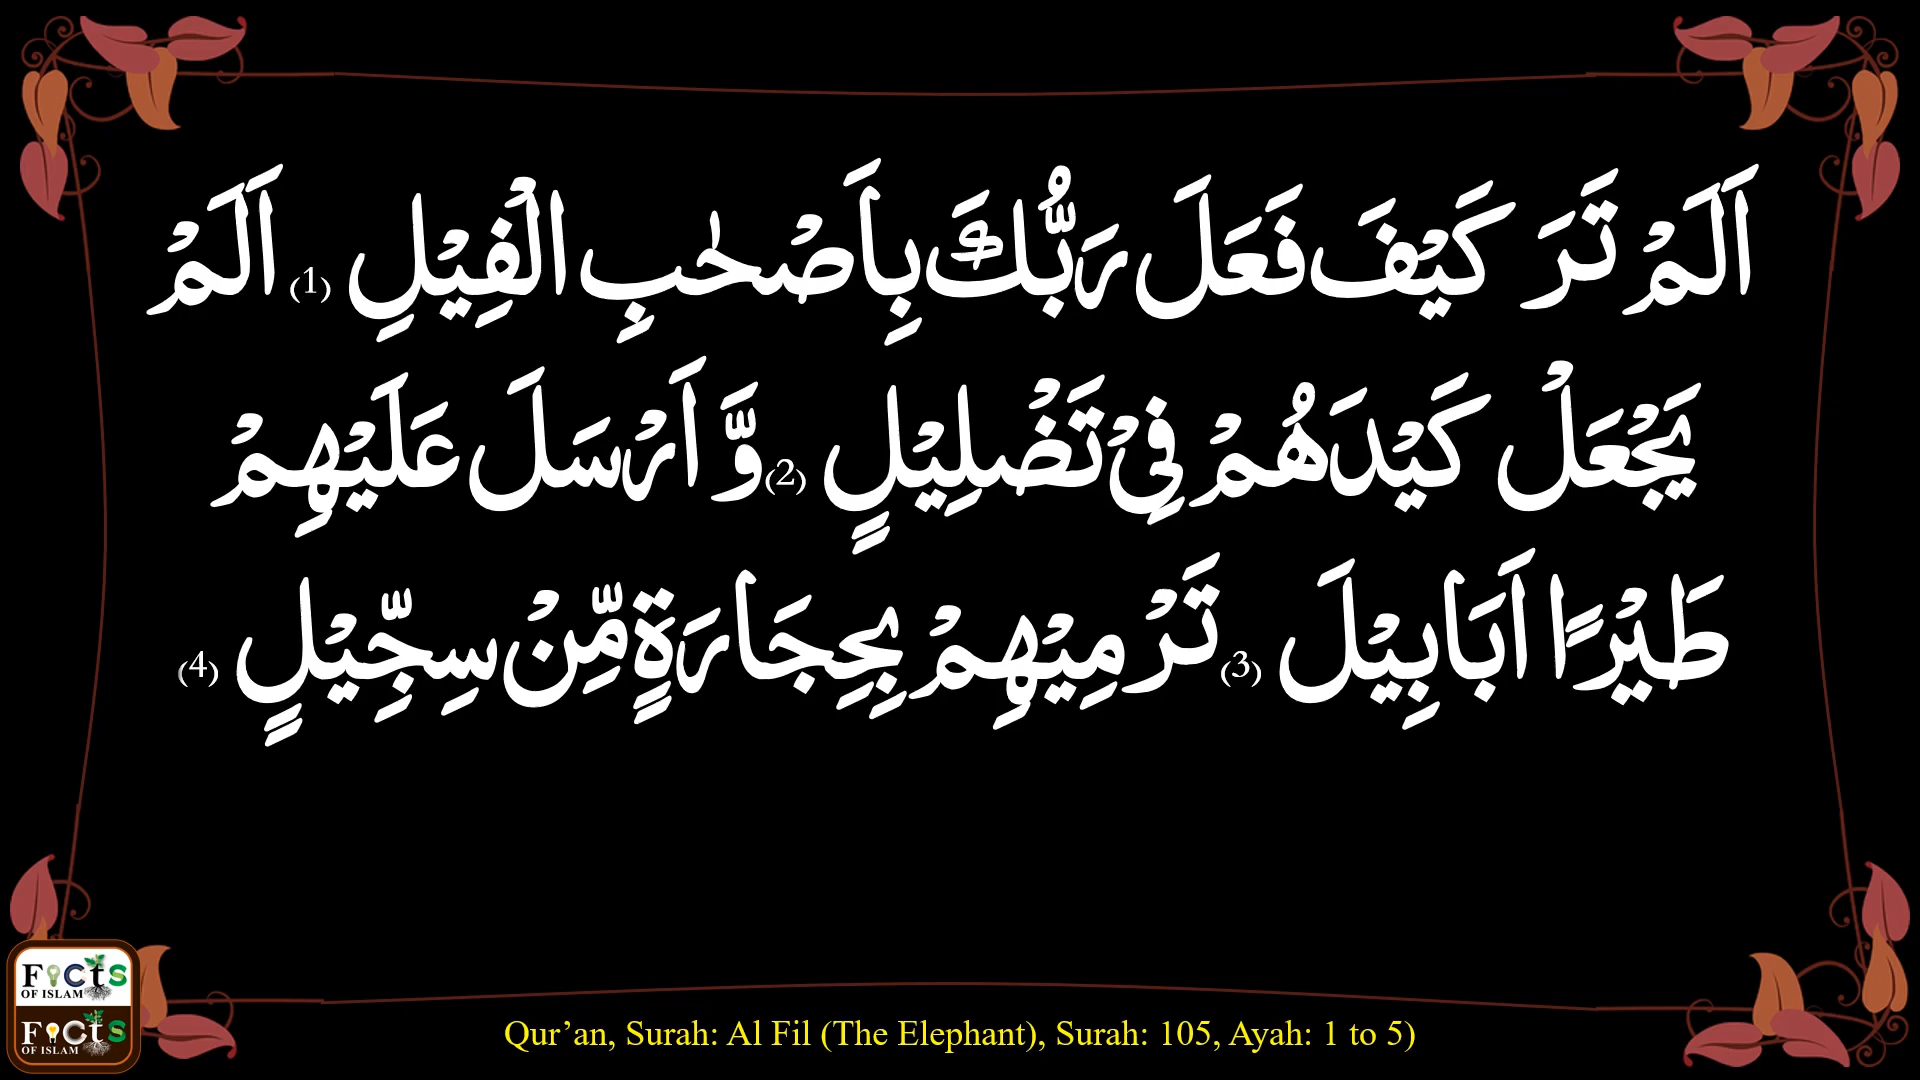 اَلَمْ تَرَ كَيْفَ فَعَلَ رَبُّكَ بِاَصْحٰبِ الْفِيْلِ (1) اَلَمْ
يَجْعَلْ كَيْدَهُمْ فِيْ تَضْلِيْلٍ (2) وَّ اَرْسَلَ عَلَيْهِمْ
طَيْرًا اَبَابِيْلَ (3) تَرْمِيْهِمْ بِحِجَارَةٍ مِّنْ سِجِّيْلٍ (4)
Facts
OF ISLAM
Facts
OF ISLAM
Qur’an, Surah: Al Fil (The Elephant), Surah: 105, Ayah: 1 to 5)